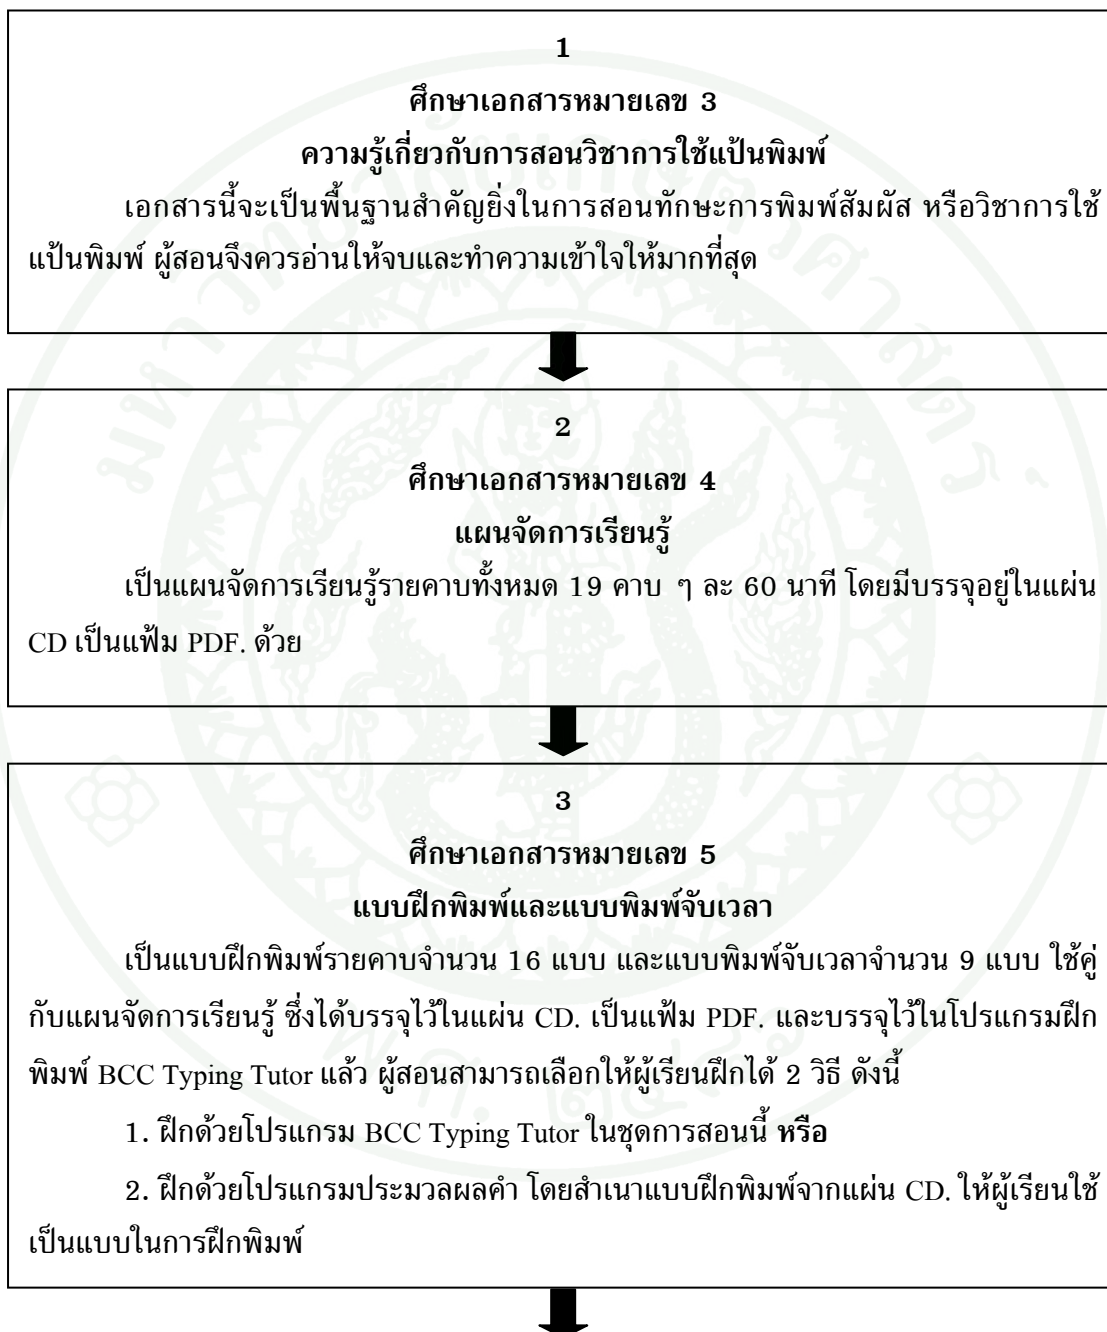 1
ศึกษาเอกสารหมายเลข 3
ความรู้เกี่ยวกับการสอนวิชาการใช้แป้นพิมพ์
เอกสารนี้จะเป็นพื้นฐานสำคัญยิ่งในการสอนทักษะการพิมพ์สัมผัส หรือวิชาการใช้
แป้นพิมพ์ ผู้สอนจึงควรอ่านให้จบและทำความเข้าใจให้มากที่สุด
2
ศึกษาเอกสารหมายเลข 4
แผนจัดการเรียนรู้
เป็นแผนจัดการเรียนรู้รายคาบทั้งหมด 19 คาบ ๆ ละ 60 นาที โดยมีบรรจุอยู่ในแผ่น
CD เป็นแฟ้ม PDF. ด้วย
3
ศึกษาเอกสารหมายเลข 5
แบบฝึกพิมพ์และแบบพิมพ์จับเวลา
เป็นแบบฝึกพิมพ์รายคาบจำนวน 16 แบบ และแบบพิมพ์จับเวลาจำนวน 9 แบบ ใช้คู่
กับแผนจัดการเรียนรู้ ซึ่งได้บรรจุไว้ในแผ่น CD. เป็นแฟ้ม PDF. และบรรจุไว้ในโปรแกรมฝึก
พิมพ์ BCC Typing Tutor แล้ว ผู้สอนสามารถเลือกให้ผู้เรียนฝึกได้ 2 วิธี ดังนี้
1. ฝึกด้วยโปรแกรม BCC Typing Tutor ในชุดการสอนนี้ หรือ
2. ฝึกด้วยโปรแกรมประมวลผลคำ โดยสำเนาแบบฝึกพิมพ์จากแผ่น CD. ให้ผู้เรียนใช้
เป็นแบบในการฝึกพิมพ์
มหาวิทยาลัยเกษตรศาสตร์
พ.ศ. ๒๔๘๖